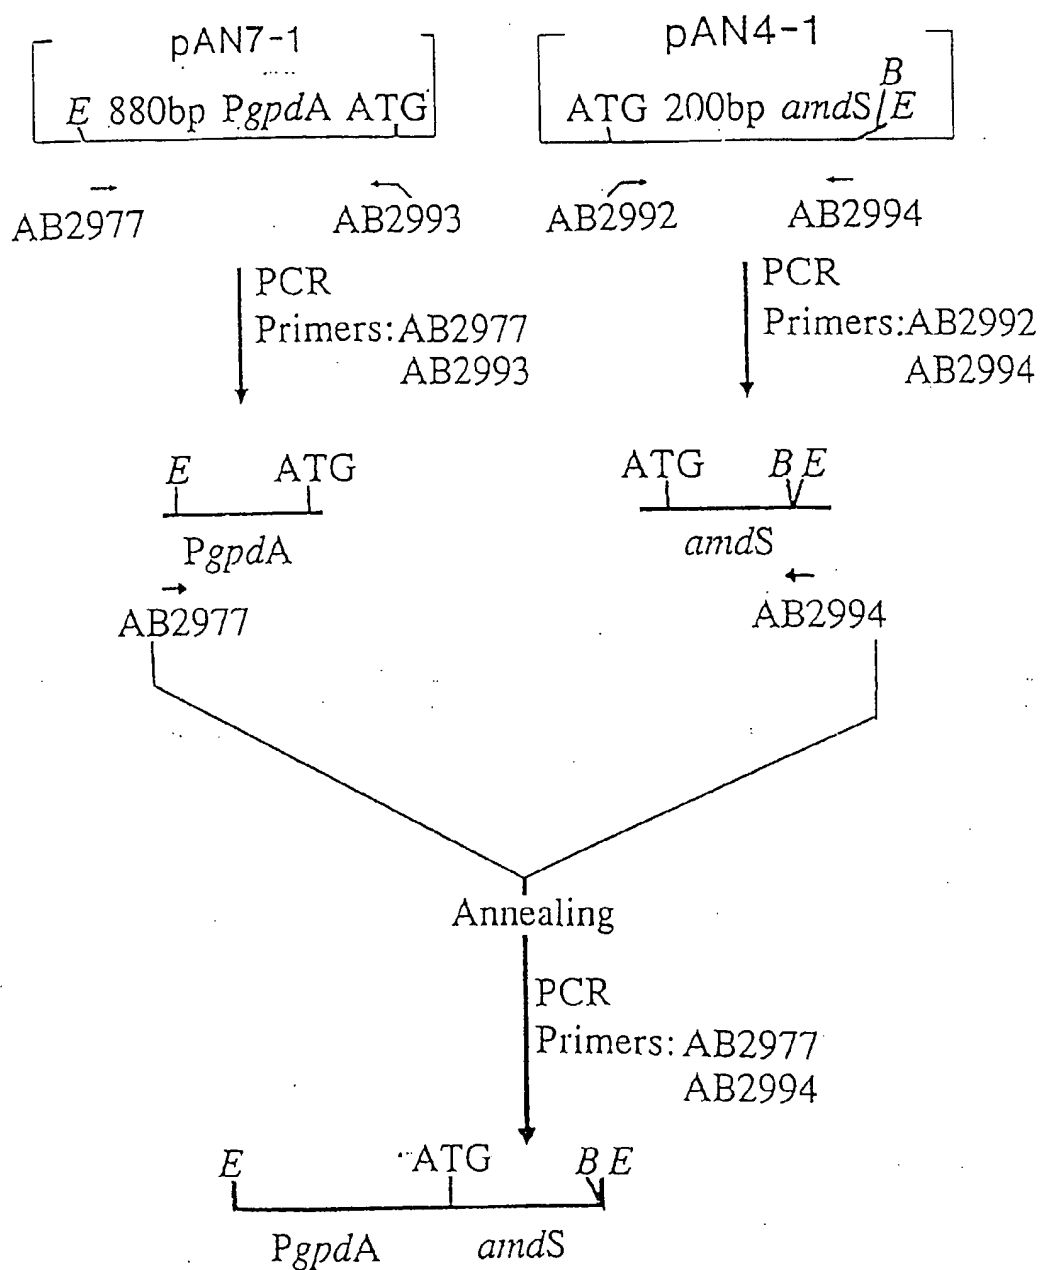 pAN7-1
pAN4-1
B
E 880bp PgpdA ATG
ATG 200bp amdS E
AB2977
AB2993
AB2992
AB2994
PCR
Primers: AB2977
AB2993
PCR
Primers: AB2992
AB2994
E ATG
ATG B E
PgpdA
amdS
AB2977
AB2994
Annealing
PCR
Primers: AB2977
AB2994
E ATG B E
PgpdA amdS